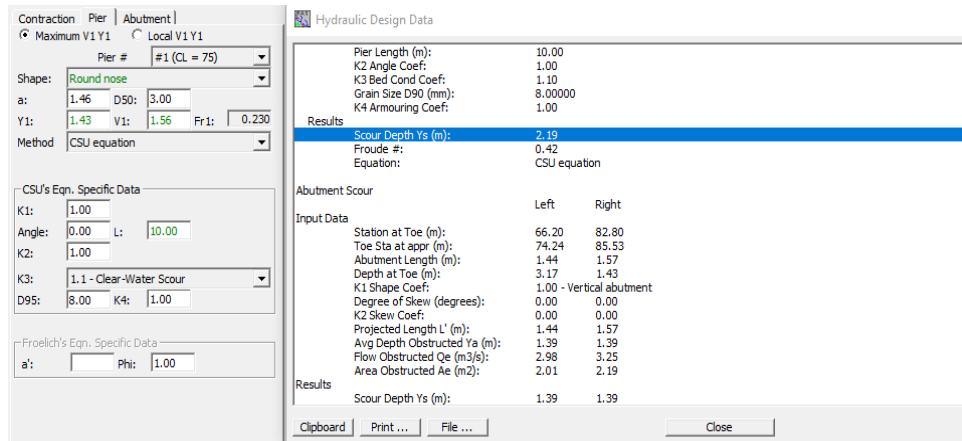 Contraction Pier Abutment
Maximum V1 Y1 Local V1 Y1
Pier # #1 (CL = 75)
Shape: Round nose
a: 1.46 D50: 3.00
Y1: 1.43 V1: 1.56 Fr1: 0.230
Method CSU equation
CSU's Eqn. Specific Data
K1: 1.00
Angle: 0.00 L: 10.00
K2: 1.00
K3: 1.1 - Clear-Water Scour
D95: 8.00 K4: 1.00
Froelich's Eqn. Specific Data
a': Phi: 1.00
Hydraulic Design Data
Pier Length (m): 10.00
K2 Angle Coef: 1.00
K3 Bed Cond Coef: 1.10
Grain Size D90 (mm): 8.00000
K4 Armouring Coef: 1.00
Results
Scour Depth Ys (m): 2.19
Froude #: 0.42
Equation: CSU equation
Abutment Scour
Left Right
Input Data
Station at Toe (m): 66.20 82.80
Toe Sta at appr (m): 74.24 85.53
Abutment Length (m): 1.44 1.57
Depth at Toe (m): 3.17 1.43
K1 Shape Coef: 1.00 - Vertical abutment
Degree of Skew (degrees): 0.00 0.00
K2 Skew Coef: 0.00 0.00
Projected Length L' (m): 1.44 1.57
Avg Depth Obstructed Ya (m): 1.39 1.39
Flow Obstructed Qe (m3/s): 2.98 3.25
Area Obstructed Ae (m2): 2.01 2.19
Results
Scour Depth Ys (m): 1.39 1.39
Clipboard Print ... File ... Close